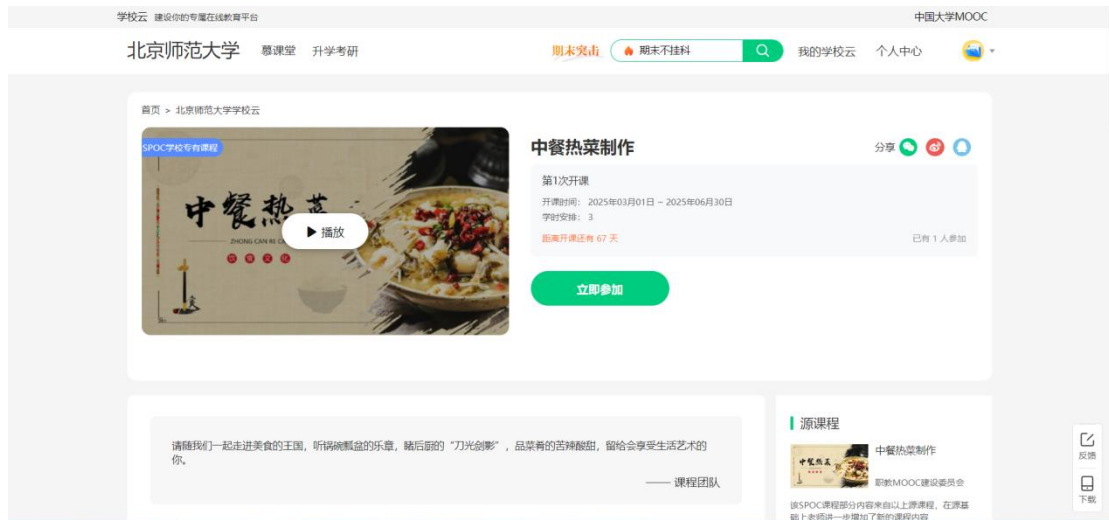 学校云 建设你的专属在线教育平台
中国大学MOOC
北京师范大学 慕课堂 升学考研
期末突击 期末不挂科
我的学校云 个人中心
首页 > 北京师范大学学校云
SPOC学校专有课程
中餐热菜
播放
饮食文化
中餐热菜制作
分享
第1次开课
开课时间： 2025年03月01日 ~ 2025年06月30日
学时安排： 3
距离开课还有 67 天
已有 1 人参加
立即参加
请随我们一起走进美食的王国，听锅碗瓢盆的乐章，睹后厨的“刀光剑影”，品菜肴的苦辣酸甜，留给会享受生活艺术的
你。
—— 课程团队
源课程
中餐热菜
中餐热菜制作
职教MOOC建设委员会
该SPOC课程部分内容来自以上源课程，在源基
础上老师进一步增加了新的课程内容
反馈
下载